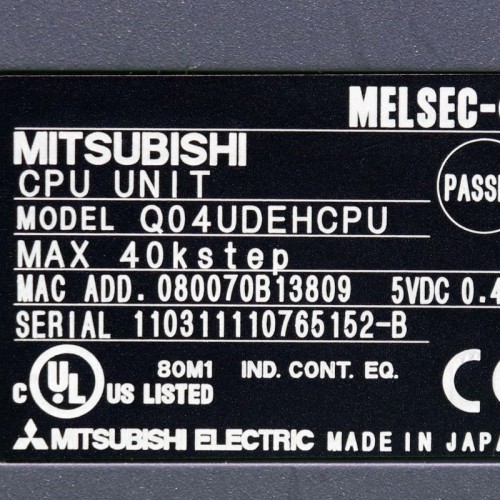 MELSEC-
MITSUBISHI
CPU UNIT
PASS
MODEL Q04UDEHCPU
MAX 40kstep
MAC ADD. 080070B13809 5VDC 0.4
SERIAL 110311110765152-B
80M1 IND. CONT. EQ.
C UL US LISTED
CE
MITSUBISHI ELECTRIC MADE IN JAPA